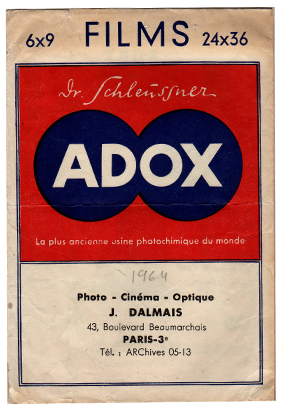 6x9 FILMS 24x36
Dr. Schleussner
ADOX
La plus ancienne usine photochimique du monde
1964
Photo - Cinéma - Optique
J. DALMAIS
43, Boulevard Beaumarchais
PARIS-3e
Tél. : ARChives 05-13